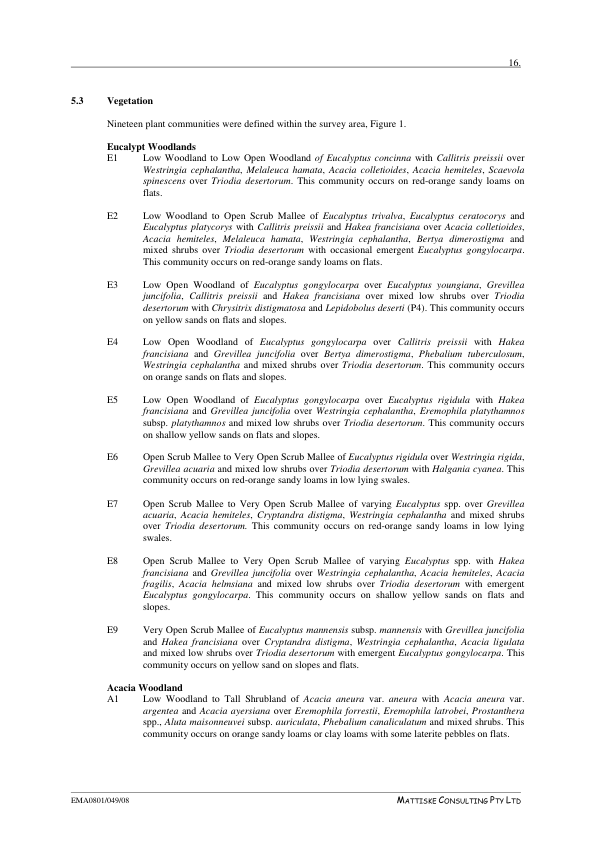 16.
5.3 Vegetation
Nineteen plant communities were defined within the survey area, Figure 1.
Eucalypt Woodlands
E1 Low Woodland to Low Open Woodland of Eucalyptus concinna with Callitris preissii over
Westringia cephalantha, Melaleuca hamata, Acacia colletioides, Acacia hemiteles, Scaevola
spinescens over Triodia desertorum. This community occurs on red-orange sandy loams on
flats.
E2 Low Woodland to Open Scrub Mallee of Eucalyptus trivalva, Eucalyptus ceratocorys and
Eucalyptus platycorys with Callitris preissii and Hakea francisiana over Acacia colletioides,
Acacia hemiteles, Melaleuca hamata, Westringia cephalantha, Bertya dimerostigma and
mixed shrubs over Triodia desertorum with occasional emergent Eucalyptus gongylocarpa.
This community occurs on red-orange sandy loams on flats.
E3 Low Open Woodland of Eucalyptus gongylocarpa over Eucalyptus youngiana, Grevillea
juncifolia, Callitris preissii and Hakea francisiana over mixed low shrubs over Triodia
desertorum with Chrysitrix distigmatosa and Lepidobolus deserti (P4). This community occurs
on yellow sands on flats and slopes.
E4 Low Open Woodland of Eucalyptus gongylocarpa over Callitris preissii with Hakea
francisiana and Grevillea juncifolia over Bertya dimerostigma, Phebalium tuberculosum,
Westringia cephalantha and mixed shrubs over Triodia desertorum. This community occurs
on orange sands on flats and slopes.
E5 Low Open Woodland of Eucalyptus gongylocarpa over Eucalyptus rigidula with Hakea
francisiana and Grevillea juncifolia over Westringia cephalantha, Eremophila platythamnos
subsp. platythamnos and mixed low shrubs over Triodia desertorum. This community occurs
on shallow yellow sands on flats and slopes.
E6 Open Scrub Mallee to Very Open Scrub Mallee of Eucalyptus rigidula over Westringia rigida,
Grevillea acuaria and mixed low shrubs over Triodia desertorum with Halgania cyanea. This
community occurs on red-orange sandy loams in low lying swales.
E7 Open Scrub Mallee to Very Open Scrub Mallee of varying Eucalyptus spp. over Grevillea
acuaria, Acacia hemiteles, Cryptandra distigma, Westringia cephalantha and mixed shrubs
over Triodia desertorum. This community occurs on red-orange sandy loams in low lying
swales.
E8 Open Scrub Mallee to Very Open Scrub Mallee of varying Eucalyptus spp. with Hakea
francisiana and Grevillea juncifolia over Westringia cephalantha, Acacia hemiteles, Acacia
fragilis, Acacia helmsiana and mixed low shrubs over Triodia desertorum with emergent
Eucalyptus gongylocarpa. This community occurs on shallow yellow sands on flats and
slopes.
E9 Very Open Scrub Mallee of Eucalyptus mannensis subsp. mannensis with Grevillea juncifolia
and Hakea francisiana over Cryptandra distigma, Westringia cephalantha, Acacia ligulata
and mixed low shrubs over Triodia desertorum with emergent Eucalyptus gongylocarpa. This
community occurs on yellow sand on slopes and flats.
Acacia Woodland
A1 Low Woodland to Tall Shrubland of Acacia aneura var. aneura with Acacia aneura var.
argentea and Acacia ayersiana over Eremophila forrestii, Eremophila latrobei, Prostanthera
spp., Aluta maisonneuvei subsp. auriculata, Phebalium canaliculatum and mixed shrubs. This
community occurs on orange sandy loams or clay loams with some laterite pebbles on flats.
EMA0801/049/08 MATTISKE CONSULTING PTY LTD